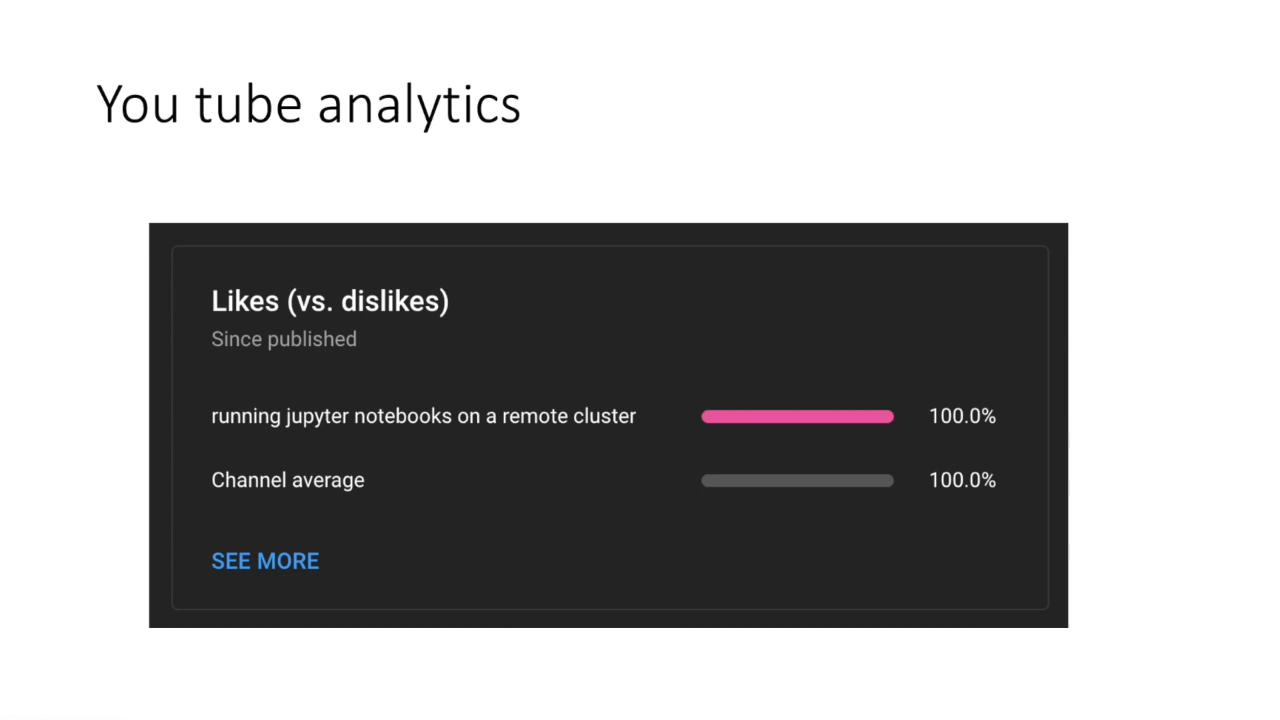 You tube analytics
Likes (vs. dislikes)
Since published
running jupyter notebooks on a remote cluster 100.0%
Channel average 100.0%
SEE MORE